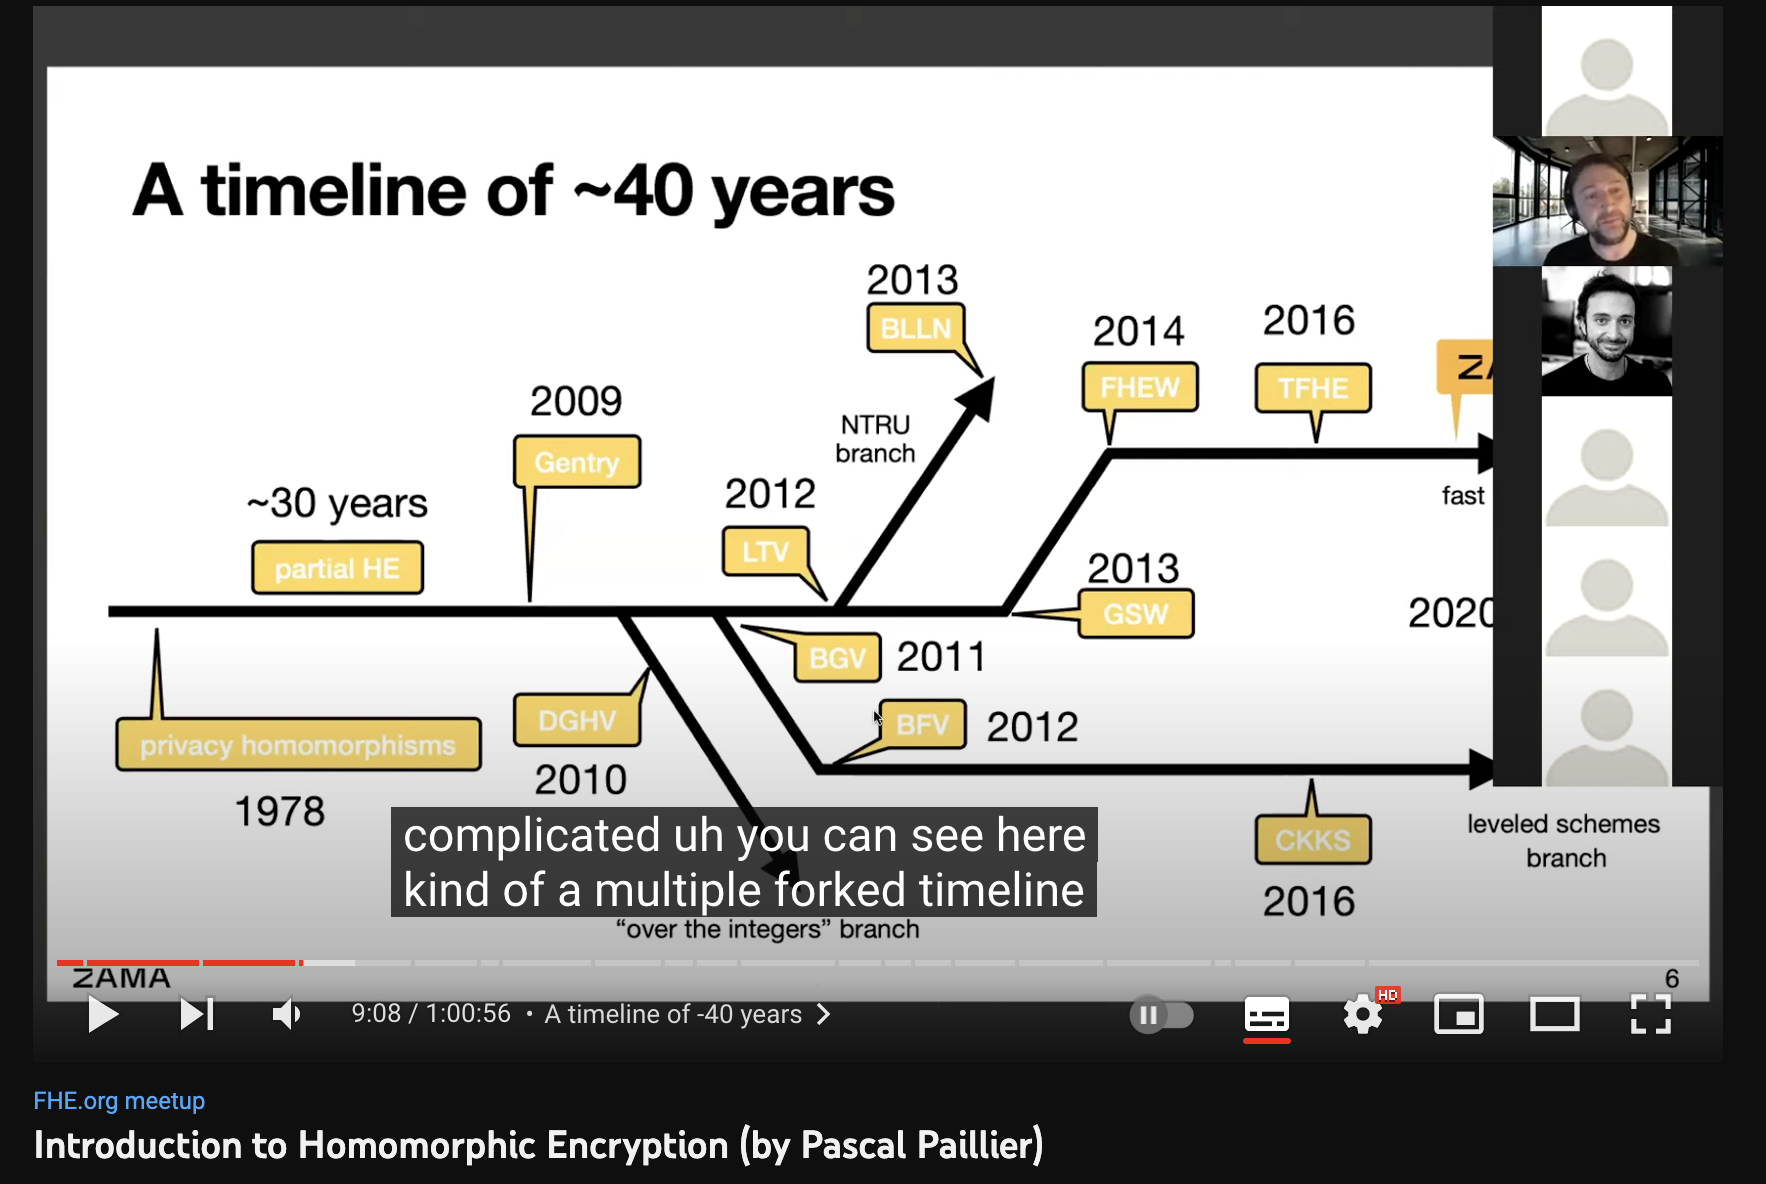 A timeline of ~40 years
2013
BLLN
2014
FHEW
2016
TFHE
2009
Gentry
NTRU
branch
2012
LTV
fast
~30 years
partial HE
2013
GSW
2020
BGV
2011
BFV
2012
DGHV
2010
privacy homomorphisms
1978
CKKS
2016
leveled schemes
branch
complicated uh you can see here
kind of a multiple forked timeline
“over the integers” branch
ZAMA
6
9:08 / 1:00:56 • A timeline of -40 years
HD
FHE.org meetup
Introduction to Homomorphic Encryption (by Pascal Paillier)